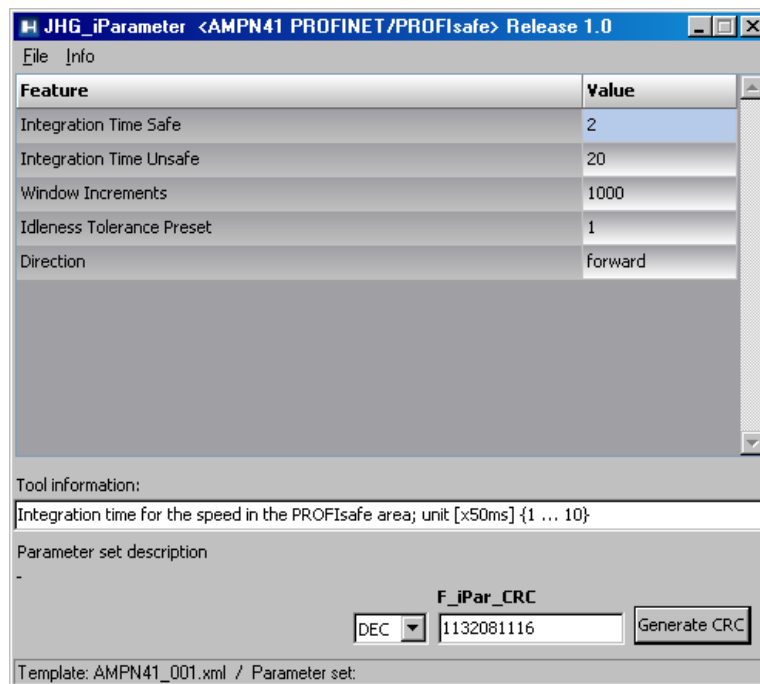 JHG_iParameter <AMPN41 PROFINET/PROFIsafe> Release 1.0
File Info
Feature Value
Integration Time Safe 2
Integration Time Unsafe 20
Window Increments 1000
Idleness Tolerance Preset 1
Direction forward
Tool information:
Integration time for the speed in the PROFIsafe area; unit [x50ms] {1 ... 10}
Parameter set description
-
F_iPar_CRC
DEC 1132081116 Generate CRC
Template: AMPN41_001.xml / Parameter set: